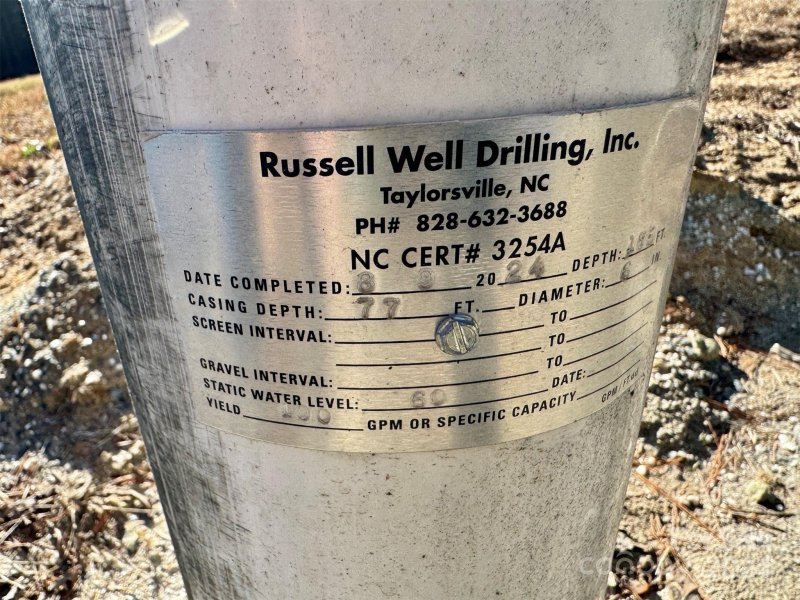 Russell Well Drilling, Inc.
Taylorsville, NC
PH# 828-632-3688
NC CERT# 3254A
DATE COMPLETED: 8 9 20 24 DEPTH: FT.
CASING DEPTH: 77 FT. DIAMETER: 6 IN.
SCREEN INTERVAL: TO
TO
GRAVEL INTERVAL: TO
STATIC WATER LEVEL: 60 DATE:
YIELD GPM OR SPECIFIC CAPACITY